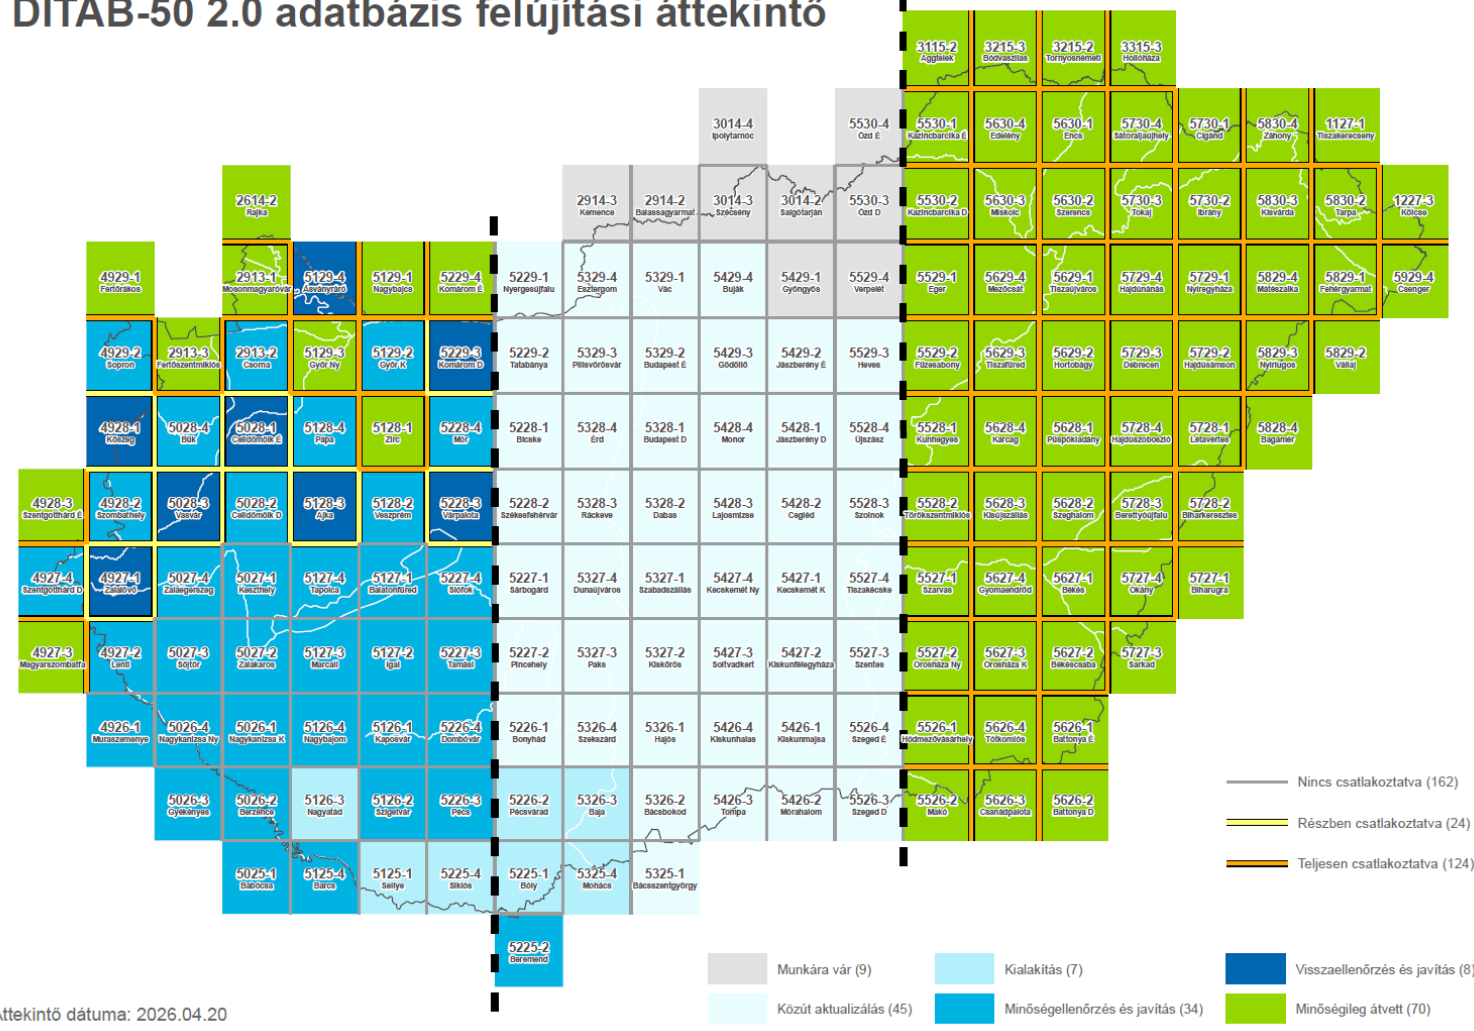 DITAB-50 2.0 adatbázis felújítási áttekintő
3115-2 3215-3 3215-2 3315-3
Aggtelek Bódvaszilas Tornyosnémeti Hollóháza
3014-4 5530-4 5530-1 5630-4 5630-1 5730-4 5730-1 5830-4 1127-1
Ipolytarnóc Ózd É Kazincbarcika É Edelény Encs Sátoraljaújhely Cigánd Záhony Tiszakerecseny
2614-2 2914-3 2914-2 3014-3 3014-2 5530-3 5530-2 5630-3 5630-2 5730-3 5730-2 5830-3 5830-2 1227-3
Rajka Kemence Balassagyarmat Szécsény Salgótarján Ózd D Kazincbarcika D Miskolc Szerencs Tokaj Ibrány Kisvárda Tarpa Kölcse
4929-1 2913-1 5129-4 5129-1 5229-4 5229-1 5329-4 5329-1 5429-4 5429-1 5529-4 5529-1 5629-4 5629-1 5729-4 5729-1 5829-4 5829-1 5929-4
Fertőrákos Mosonmagyaróvár Ásványráró Nagybajcs Komárom É Nyergesújfalu Esztergom Vác Buják Gyöngyös Verpelét Eger Mezőcsát Tiszaújváros Hajdúnánás Nyíregyháza Mátészalka Fehérgyarmat Csenger
4929-2 2913-3 2913-2 5129-3 5129-2 5229-3 5229-2 5329-3 5329-2 5429-3 5429-2 5529-3 5529-2 5629-3 5629-2 5729-3 5729-2 5829-3 5829-2
Sopron Fertőszentmiklós Csorna Győr Ny Győr K Komárom D Tatabánya Pilisvörösvár Budapest É Gödöllő Jászberény É Heves Füzesabony Tiszafüred Hortobágy Debrecen Hajdúsámson Nyírlugos Vállaj
4928-1 5028-4 5028-1 5128-4 5128-1 5228-4 5228-1 5328-4 5328-1 5428-4 5428-1 5528-4 5528-1 5628-4 5628-1 5728-4 5728-1 5828-4
Kőszeg Bük Celldömölk É Pápa Zirc Mór Bicske Érd Budapest D Monor Jászberény D Újszász Kunhegyes Karcag Püspökladány Hajdúszoboszló Létavértes Bagamér
4928-3 4928-2 5028-3 5028-2 5128-3 5128-2 5228-3 5228-2 5328-3 5328-2 5428-3 5428-2 5528-3 5528-2 5628-3 5628-2 5728-3 5728-2
Szentgotthárd É Szombathely Vasvár Celldömölk D Ajka Veszprém Várpalota Székesfehérvár Ráckeve Dabas Lajosmizse Cegléd Szolnok Törökszentmiklós Kisújszállás Szeghalom Berettyóújfalu Biharkeresztes
4927-4 4927-1 5027-4 5027-1 5127-4 5127-1 5227-4 5227-1 5327-4 5327-1 5427-4 5427-1 5527-4 5527-1 5627-4 5627-1 5727-4 5727-1
Szentgotthárd D Zalalövő Zalaegerszeg Keszthely Tapolca Balatonfüred Siófok Sárbogárd Dunaújváros Szabadszállás Kecskemét Ny Kecskemét K Tiszakécske Szarvas Gyomaendrőd Békés Okány Biharugra
4927-3 4927-2 5027-3 5027-2 5127-3 5127-2 5227-3 5227-2 5327-3 5327-2 5427-3 5427-2 5527-3 5527-2 5627-3 5627-2 5727-3
Magyarszombatfa Lenti Söjtör Zalakaros Marcali Igal Tamási Pincehely Paks Kiskőrös Soltvadkert Kiskunfélegyháza Szentes Orosháza Ny Orosháza K Békéscsaba Sarkad
4926-1 5026-4 5026-1 5126-4 5126-1 5226-4 5226-1 5326-4 5326-1 5426-4 5426-1 5526-4 5526-1 5626-4 5626-1
Muraszemenye Nagykanizsa Ny Nagykanizsa K Nagybajom Kaposvár Dombóvár Bonyhád Szekszárd Hajós Kiskunhalas Kiskunmajsa Szeged É Hódmezővásárhely Tótkomlós Battonya É
5026-3 5026-2 5126-3 5126-2 5226-3 5226-2 5326-3 5326-2 5426-3 5426-2 5526-3 5526-2 5626-3 5626-2
Gyékényes Berzence Nagyatád Szigetvár Pécs Pécsvárad Baja Bácsbokod Tompa Mórahalom Szeged D Makó Csanádpalota Battonya D
5025-1 5125-4 5125-1 5225-4 5225-1 5325-4 5325-1
Babócsa Barcs Sellye Siklós Bóly Mohács Bácsszentgyörgy
5225-2
Beremend
Nincs csatlakoztatva (162)
Részben csatlakoztatva (24)
Teljesen csatlakoztatva (124)
Munkára vár (9) Kialakítás (7) Visszaellenőrzés és javítás (8)
Közút aktualizálás (45) Minőségellenőrzés és javítás (34) Minőségileg átvett (70)
Áttekintő dátuma: 2026.04.20